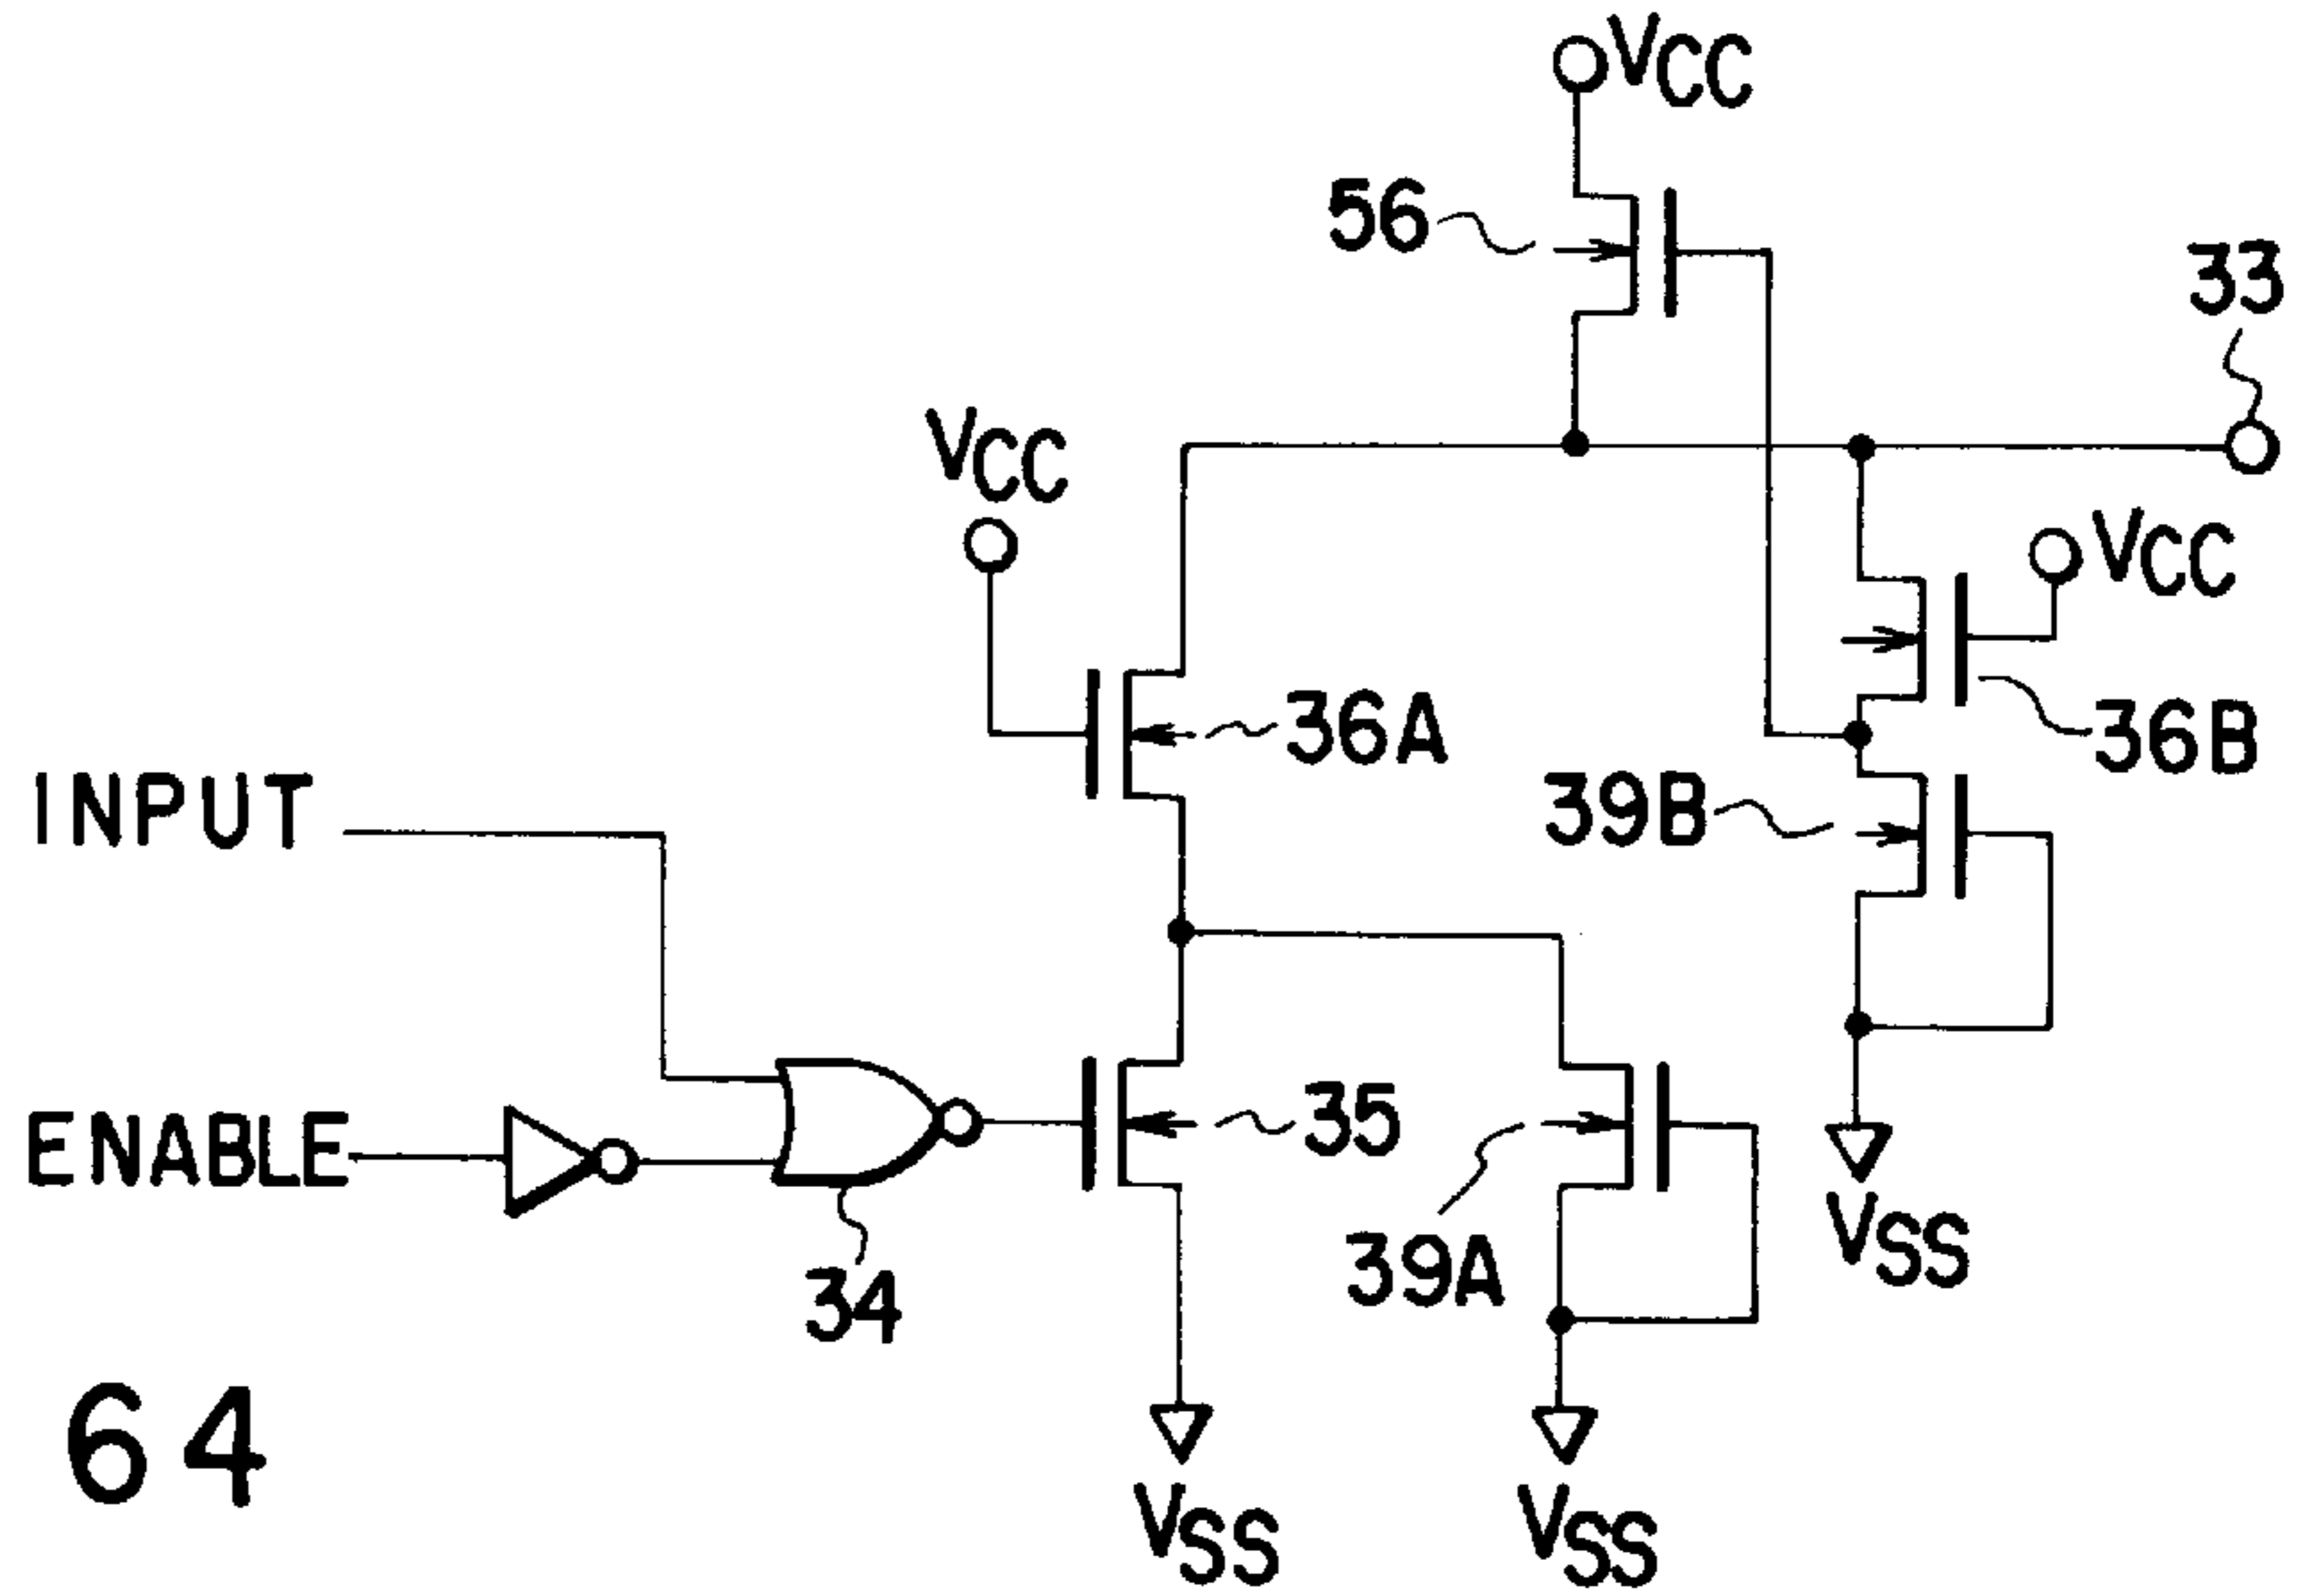 VCC
56
33
VCC
VCC
36A
36B
INPUT
39B
ENABLE
35
39A
VSS
34
64
VSS
VSS